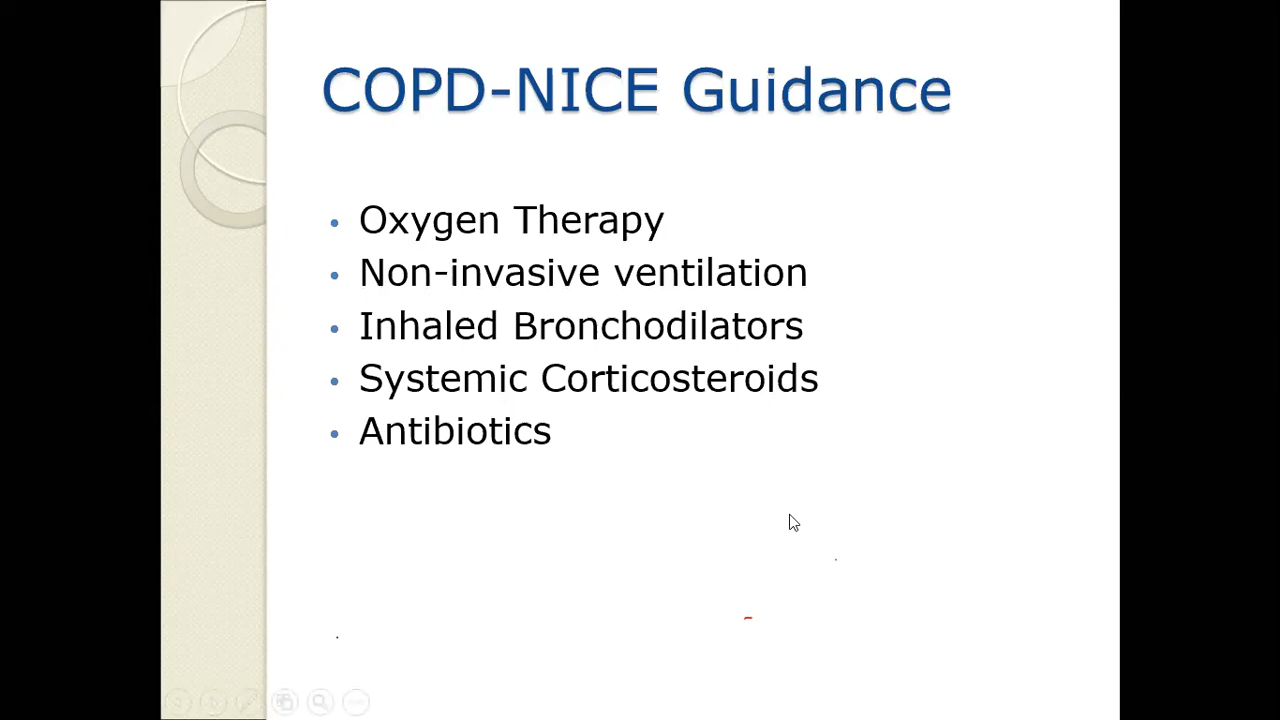 COPD-NICE Guidance
• Oxygen Therapy
• Non-invasive ventilation
• Inhaled Bronchodilators
• Systemic Corticosteroids
• Antibiotics